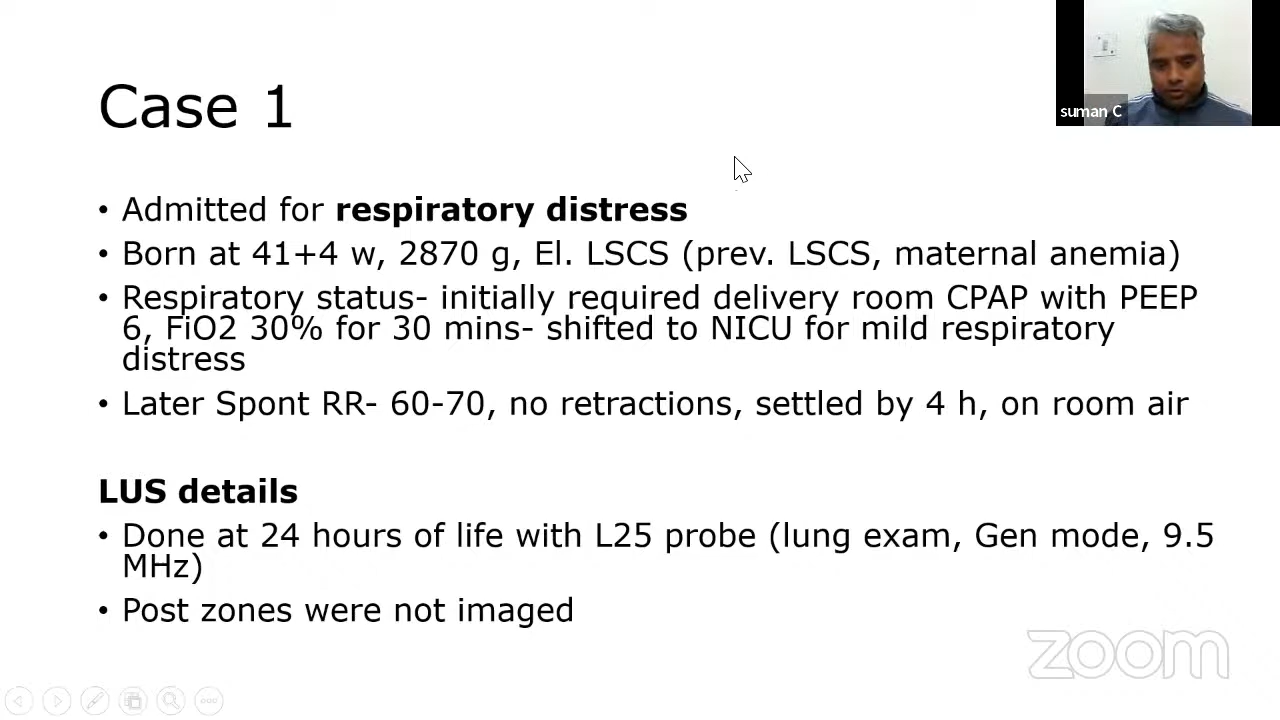 suman C
Case 1
• Admitted for respiratory distress
• Born at 41+4 w, 2870 g, El. LSCS (prev. LSCS, maternal anemia)
• Respiratory status- initially required delivery room CPAP with PEEP
6, FiO2 30% for 30 mins- shifted to NICU for mild respiratory
distress
• Later Spont RR- 60-70, no retractions, settled by 4 h, on room air
LUS details
• Done at 24 hours of life with L25 probe (lung exam, Gen mode, 9.5
MHz)
• Post zones were not imaged
zoom